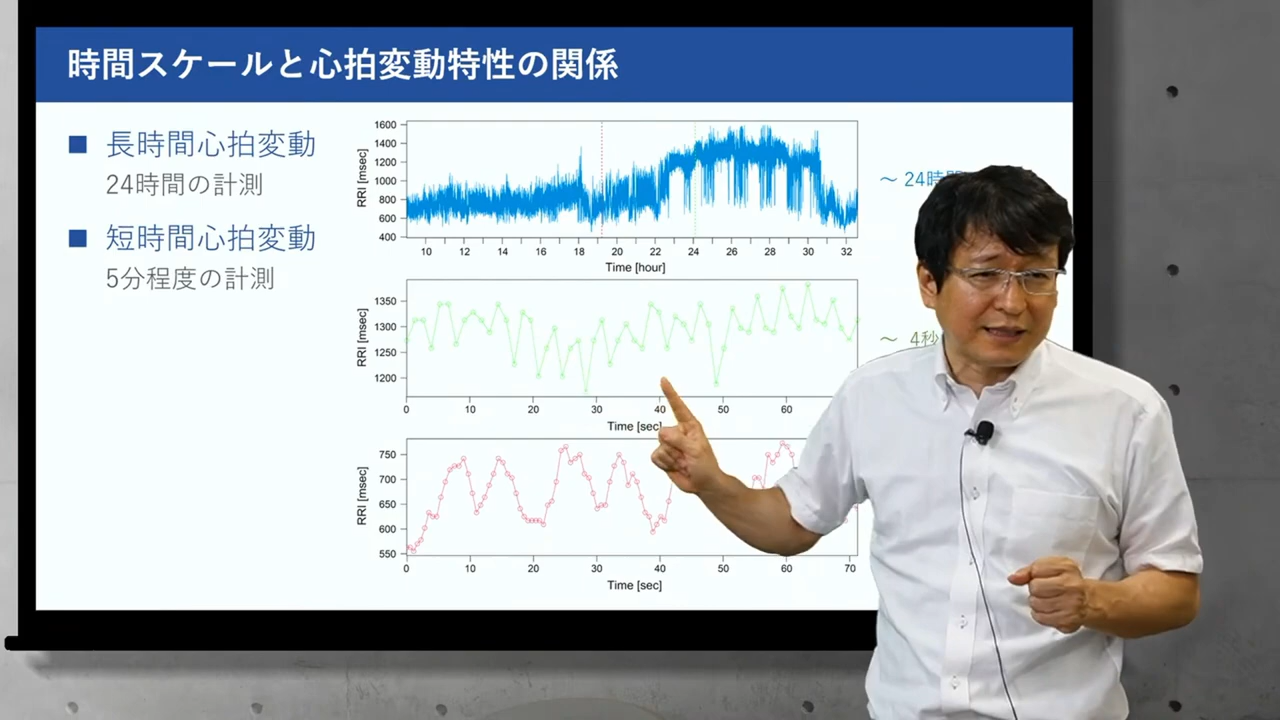 時間スケールと心拍変動特性の関係
■ 長時間心拍変動
24時間の計測
■ 短時間心拍変動
5分程度の計測
RRI [msec]
1600
1400
1200
1000
800
600
400
10 12 14 16 18 20 22 24 26 28 30 32
Time [hour]
～ 24時
RRI [msec]
1350
1300
1250
1200
0 10 20 30 40 50 60
Time [sec]
～ 4秒
RRI [msec]
750
700
650
600
550
0 10 20 30 40 50 60 70
Time [sec]